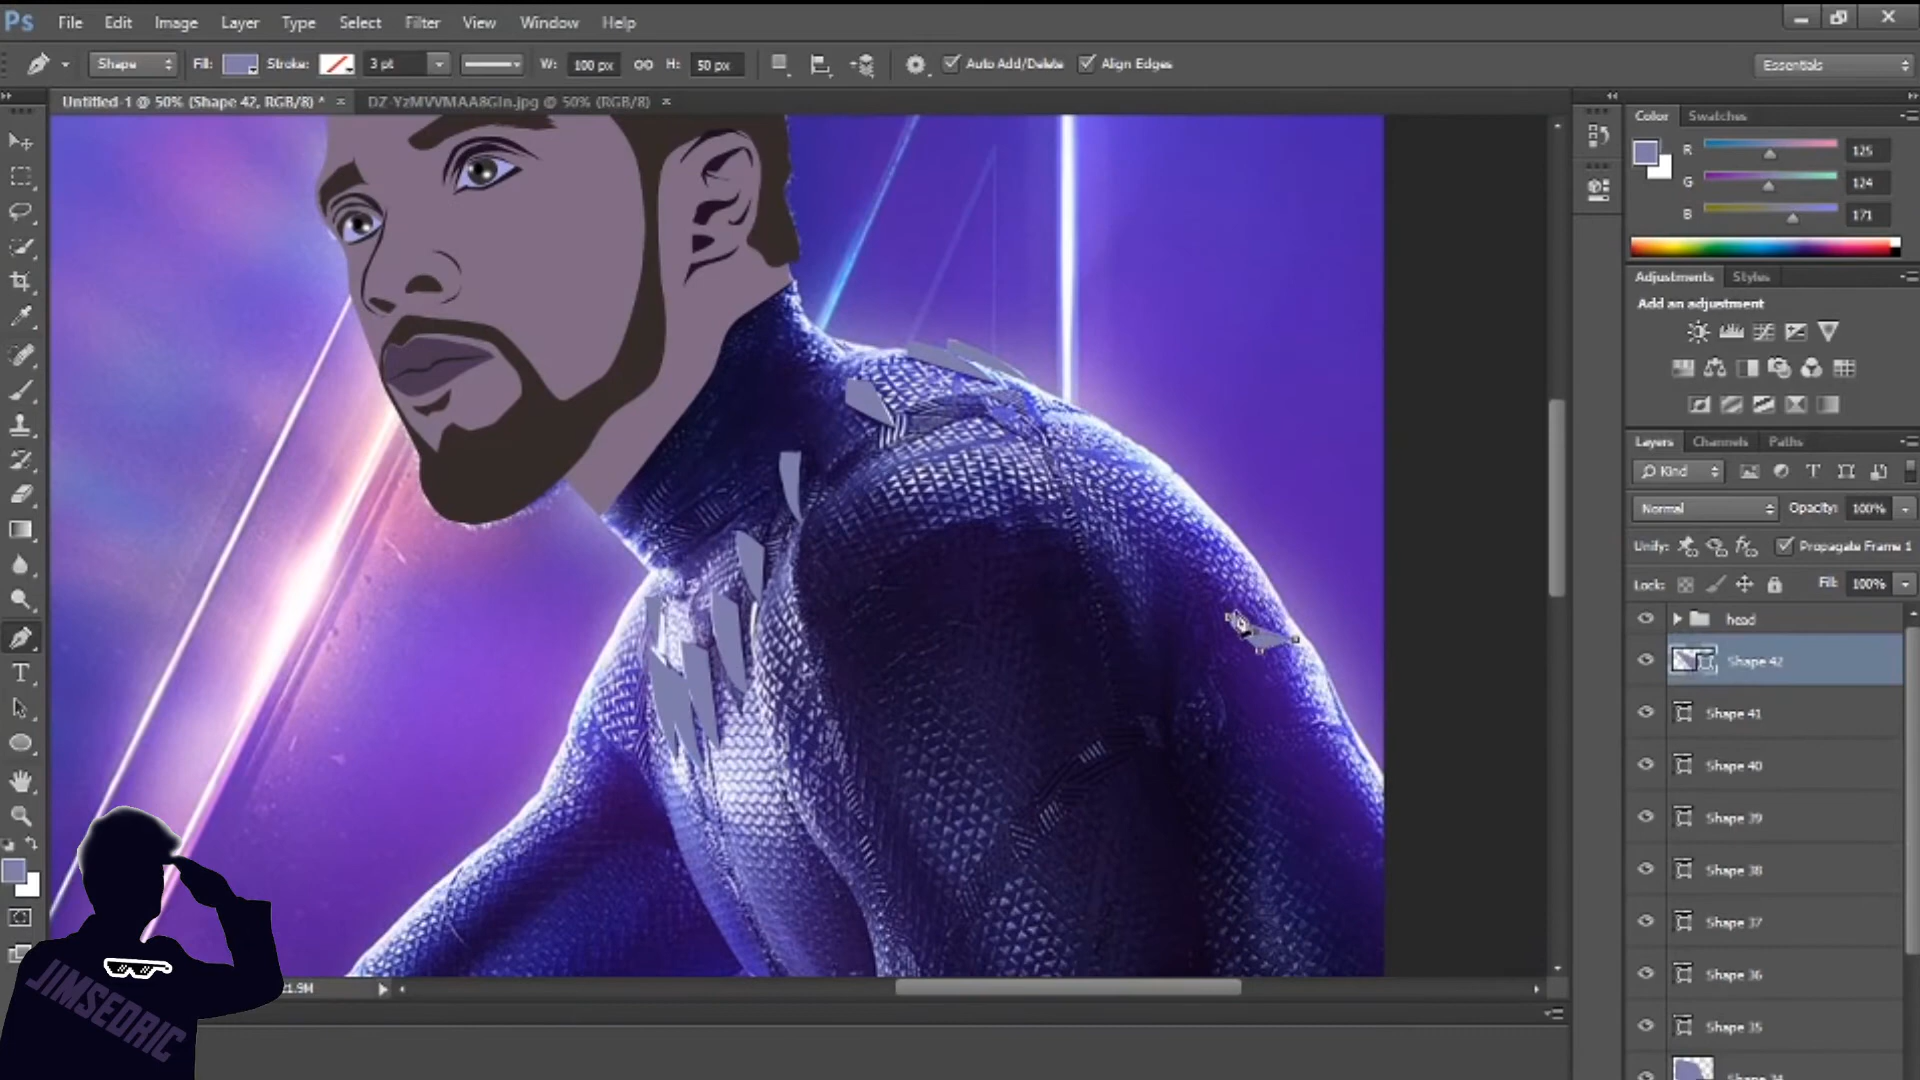 Ps File Edit Image Layer Type Select Filter View Window Help
Shape Fill: Stroke: 3 pt W: 100 px H: 50 px Auto Add/Delete Align Edges Essentials
Untitled-1 @ 50% (Shape 42, RGB/8) * × DZ-YzMVVMAA8GIn.jpg @ 50% (RGB/8) ×
Color Swatches
R 125
G 124
B 171
Adjustments Styles
Add an adjustment
Layers Channels Paths
Kind
Normal Opacity: 100%
Unify: Propagate Frame 1
Lock: Fill: 100%
head
Shape 42
Shape 41
Shape 40
Shape 39
Shape 38
Shape 37
Shape 36
Shape 35
JIMSEDRIC